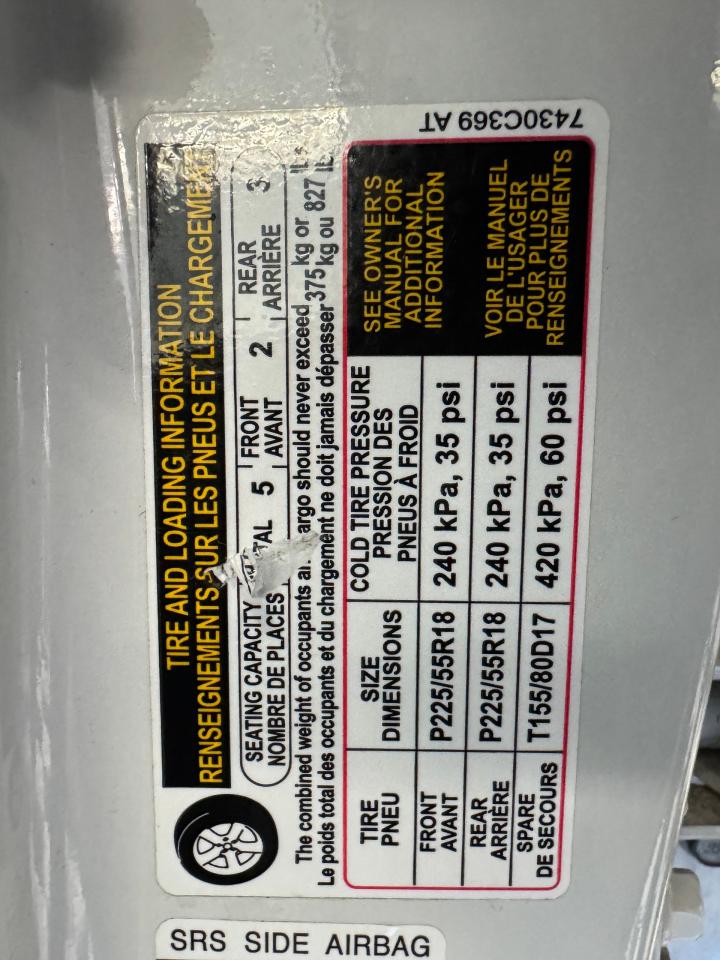 TIRE AND LOADING INFORMATION
RENSEIGNEMENTS SUR LES PNEUS ET LE CHARGEMENT
SEATING CAPACITY
NOMBRE DE PLACES
TAL 5
FRONT
AVANT
2
REAR
ARRIÈRE
3
The combined weight of occupants an argo should never exceed 375 kg or 827
Le poids total des occupants et du chargement ne doit jamais dépasser 375 kg ou 827
TIRE
PNEU
SIZE
DIMENSIONS
COLD TIRE PRESSURE
PRESSION DES
PNEUS À FROID
FRONT
AVANT
P225/55R18
240 kPa, 35 psi
REAR
ARRIÈRE
P225/55R18
240 kPa, 35 psi
SPARE
DE SECOURS
T155/80D17
420 kPa, 60 psi
SEE OWNER'S
MANUAL FOR
ADDITIONAL
INFORMATION
VOIR LE MANUEL
DE L'USAGER
POUR PLUS DE
RENSEIGNEMENTS
7430C369 AT
SRS SIDE AIRBAG